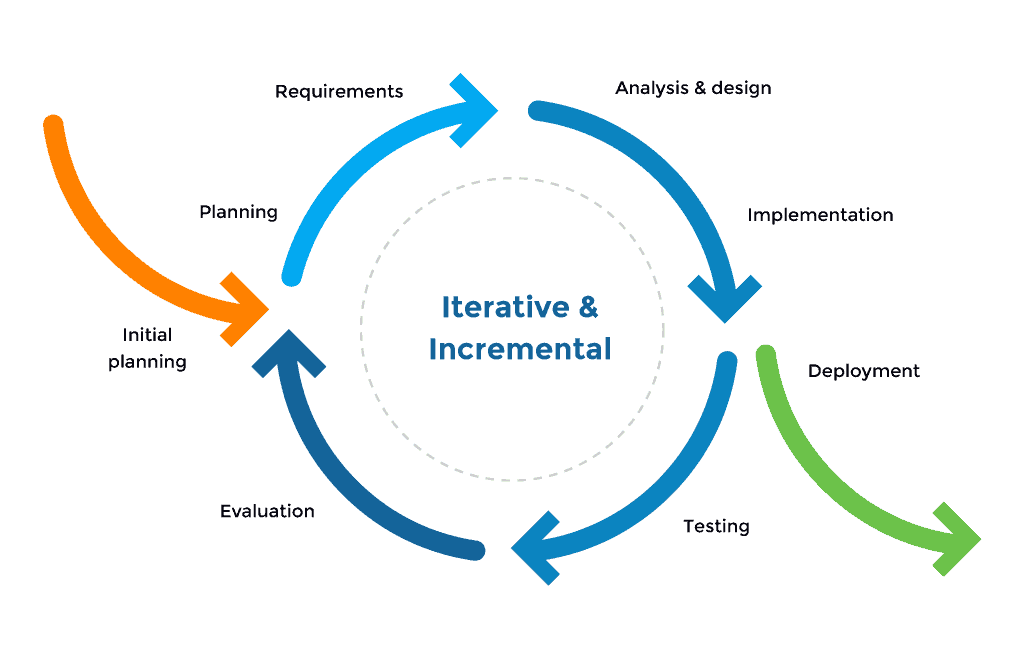 Requirements
Analysis & design
Planning
Implementation
Iterative &
Incremental
Initial
planning
Deployment
Evaluation
Testing